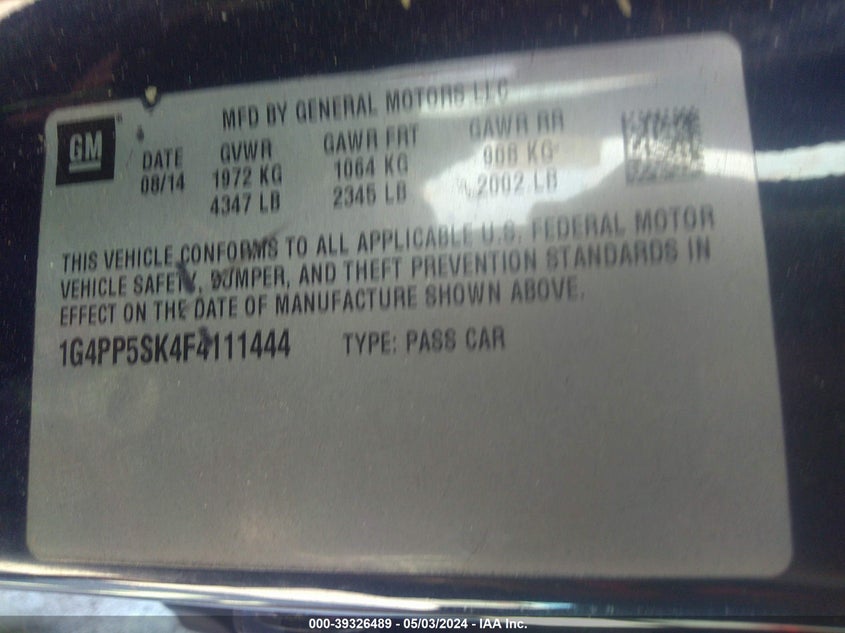 MFD BY GENERAL MOTORS LLC
GM
DATE GVWR GAWR FRT GAWR RR
08/14 1972 KG 1064 KG 908 KG
4347 LB 2345 LB 2002 LB
THIS VEHICLE CONFORMS TO ALL APPLICABLE U.S. FEDERAL MOTOR
VEHICLE SAFETY, BUMPER, AND THEFT PREVENTION STANDARDS IN
EFFECT ON THE DATE OF MANUFACTURE SHOWN ABOVE.
1G4PP5SK4F4111444 TYPE: PASS CAR
000-39326489 - 05/03/2024 - IAA Inc.